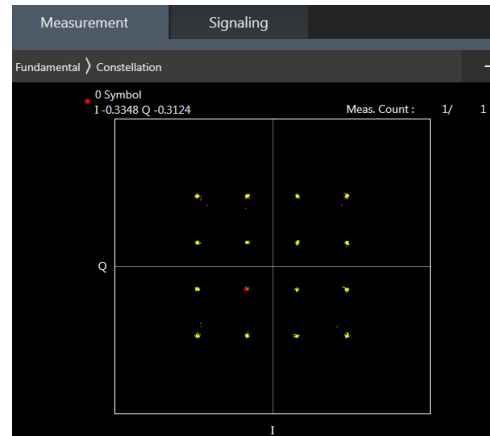 Measurement Signaling
Fundamental 〉 Constellation
0 Symbol
I -0.3348 Q -0.3124 Meas. Count : 1/ 1
Q
I